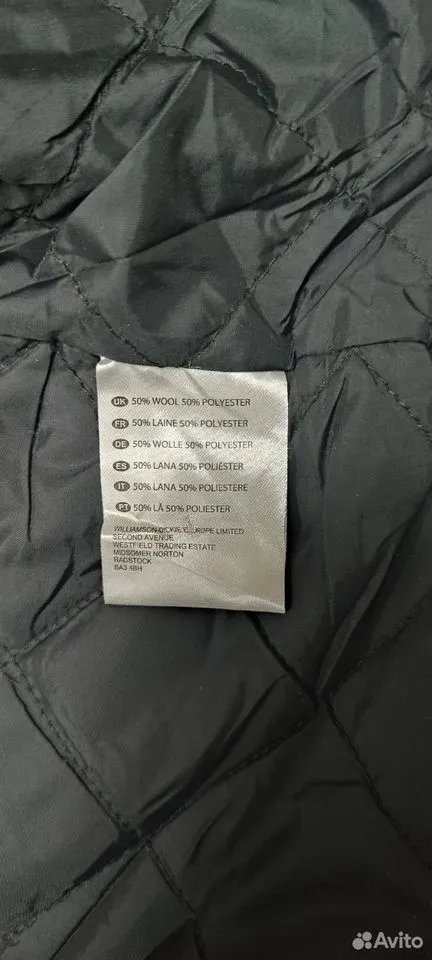 UK 50% WOOL 50% POLYESTER
FR 50% LAINE 50% POLYESTER
DE 50% WOLLE 50% POLYESTER
ES 50% LANA 50% POLIÉSTER
IT 50% LANA 50% POLIESTERE
PT 50% LÃ 50% POLIESTER
WILLIAMSON-DICKIE EUROPE LIMITED
SECOND AVENUE
WESTFIELD TRADING ESTATE
MIDSOMER NORTON
RADSTOCK
BA3 4BH
Avito